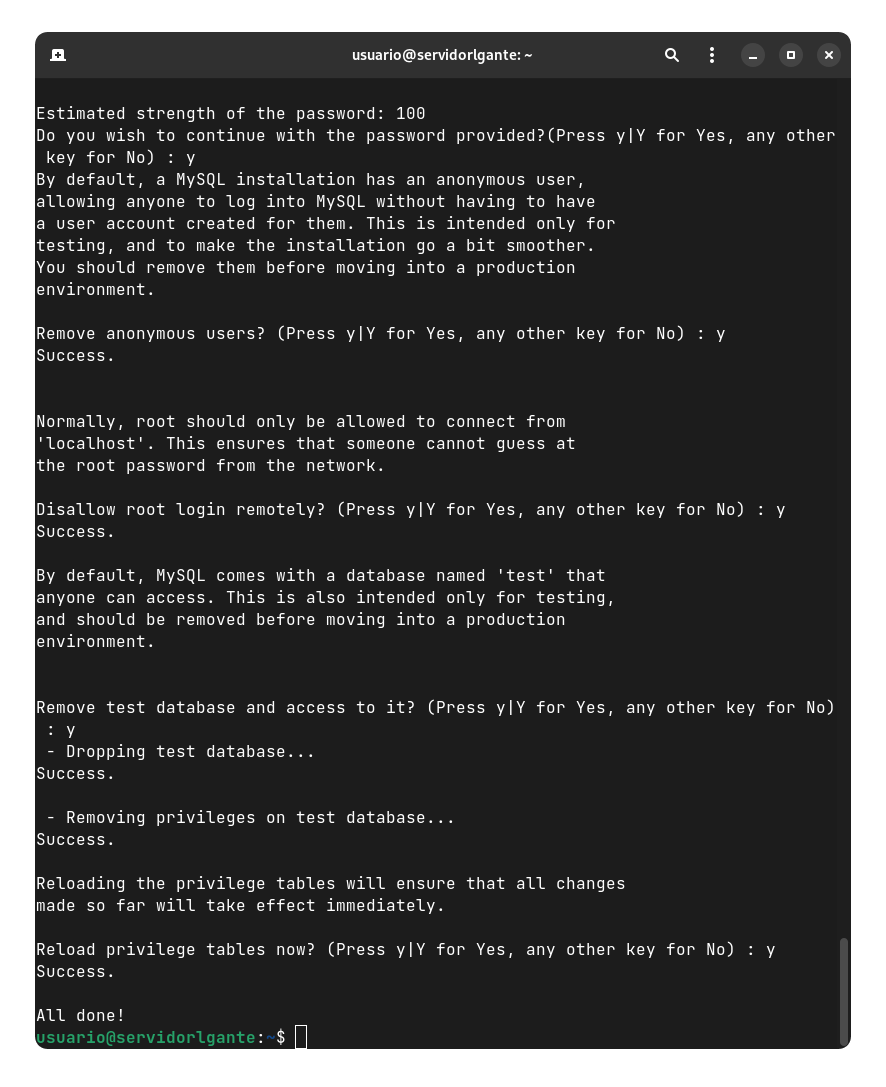 usuario@servidorlgante: ~
Estimated strength of the password: 100
Do you wish to continue with the password provided?(Press y|Y for Yes, any other
 key for No) : y
By default, a MySQL installation has an anonymous user,
allowing anyone to log into MySQL without having to have
a user account created for them. This is intended only for
testing, and to make the installation go a bit smoother.
You should remove them before moving into a production
environment.
Remove anonymous users? (Press y|Y for Yes, any other key for No) : y
Success.
Normally, root should only be allowed to connect from
'localhost'. This ensures that someone cannot guess at
the root password from the network.
Disallow root login remotely? (Press y|Y for Yes, any other key for No) : y
Success.
By default, MySQL comes with a database named 'test' that
anyone can access. This is also intended only for testing,
and should be removed before moving into a production
environment.
Remove test database and access to it? (Press y|Y for Yes, any other key for No)
 : y
 - Dropping test database...
Success.
 - Removing privileges on test database...
Success.
Reloading the privilege tables will ensure that all changes
made so far will take effect immediately.
Reload privilege tables now? (Press y|Y for Yes, any other key for No) : y
Success.
All done!
usuario@servidorlgante:~$